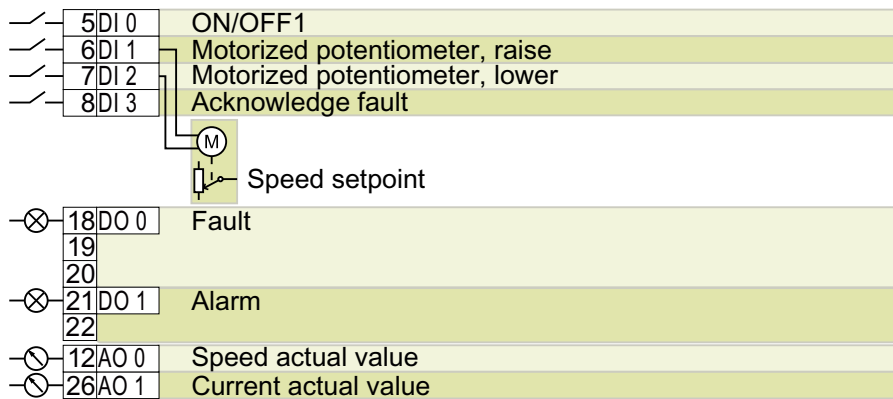 5 DI 0 ON/OFF1
6 DI 1 Motorized potentiometer, raise
7 DI 2 Motorized potentiometer, lower
8 DI 3 Acknowledge fault
M
Speed setpoint
18 DO 0 Fault
19
20
21 DO 1 Alarm
22
12 AO 0 Speed actual value
26 AO 1 Current actual value